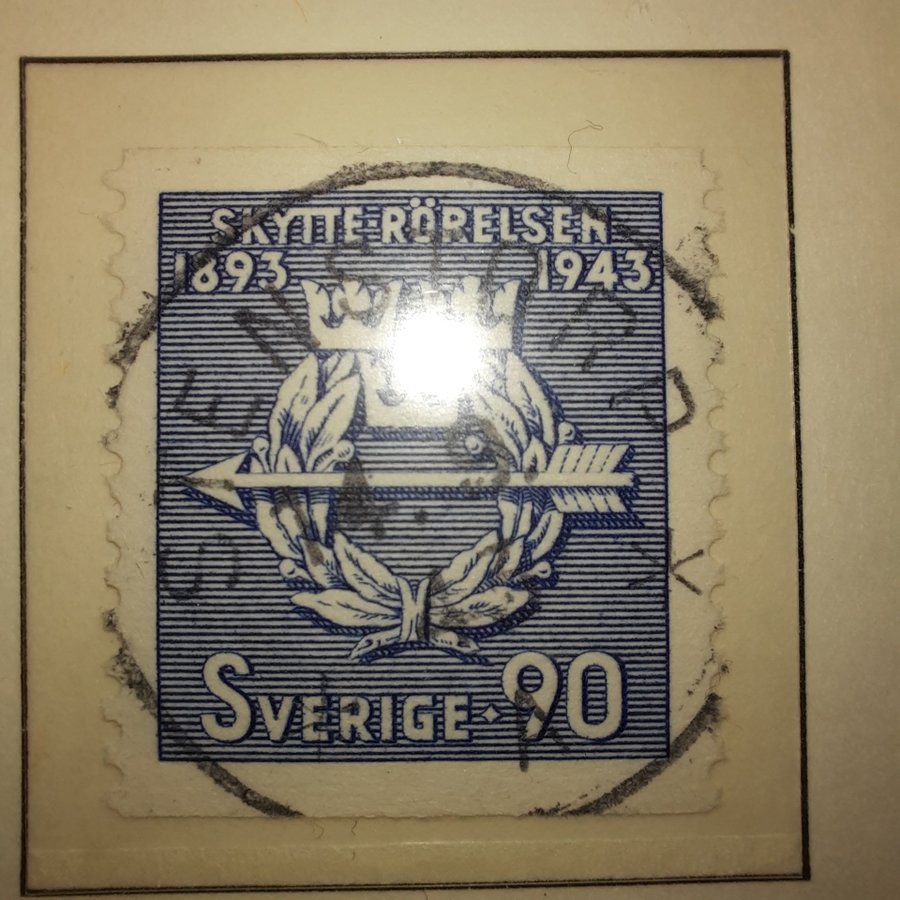 SKYTTE-RÖRELSEN
1893 1943
SVERIGE 90